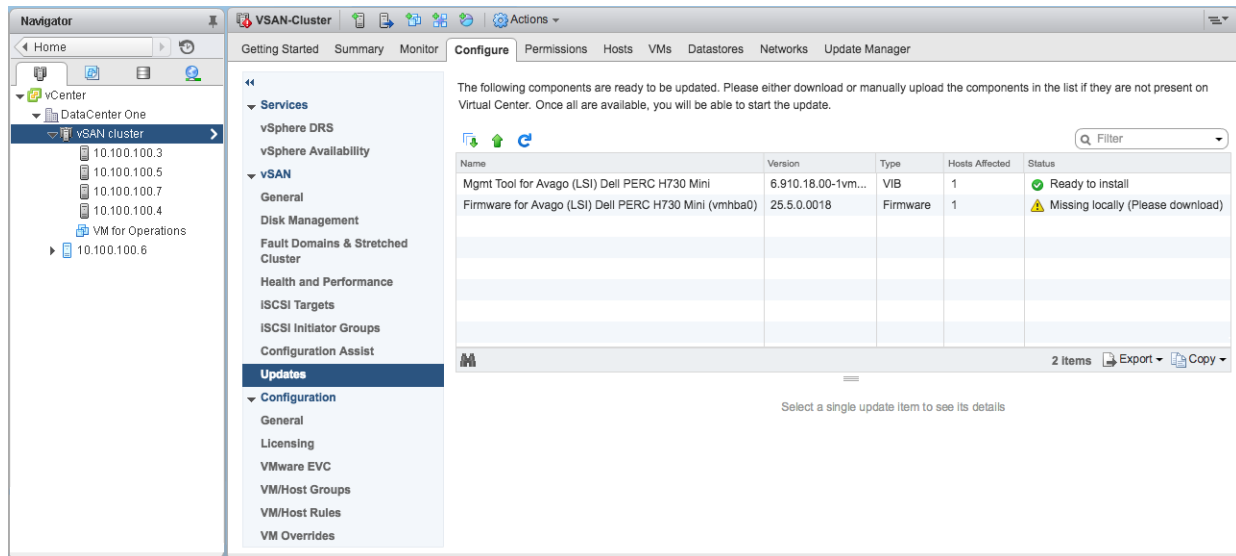 Navigator
Home
vCenter
DataCenter One
vSAN cluster
10.100.100.3
10.100.100.5
10.100.100.7
10.100.100.4
VM for Operations
10.100.100.6
VSAN-Cluster
Actions
Getting Started Summary Monitor Configure Permissions Hosts VMs Datastores Networks Update Manager
Services
vSphere DRS
vSphere Availability
vSAN
General
Disk Management
Fault Domains & Stretched
Cluster
Health and Performance
iSCSI Targets
iSCSI Initiator Groups
Configuration Assist
Updates
Configuration
General
Licensing
VMware EVC
VM/Host Groups
VM/Host Rules
VM Overrides
The following components are ready to be updated. Please either download or manually upload the components in the list if they are not present on
Virtual Center. Once all are available, you will be able to start the update.
Filter
Name Version Type Hosts Affected Status
Mgmt Tool for Avago (LSI) Dell PERC H730 Mini 6.910.18.00-1vm... VIB 1 Ready to install
Firmware for Avago (LSI) Dell PERC H730 Mini (vmhba0) 25.5.0.0018 Firmware 1 Missing locally (Please download)
2 items Export Copy
Select a single update item to see its details